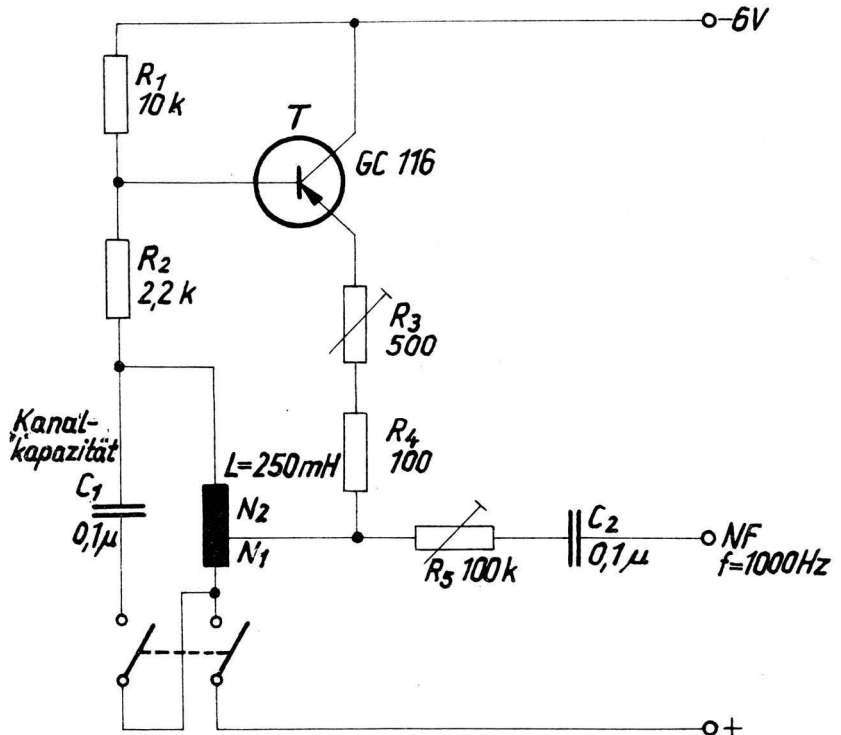 -6V
R1
10 k
T
GC 116
R2
2,2 k
R3
500
Kanal-
kapazität
C1
0,1µ
L=250mH
N2
N1
R4
100
R5 100k
C2
0,1µ
NF
f=1000Hz
+